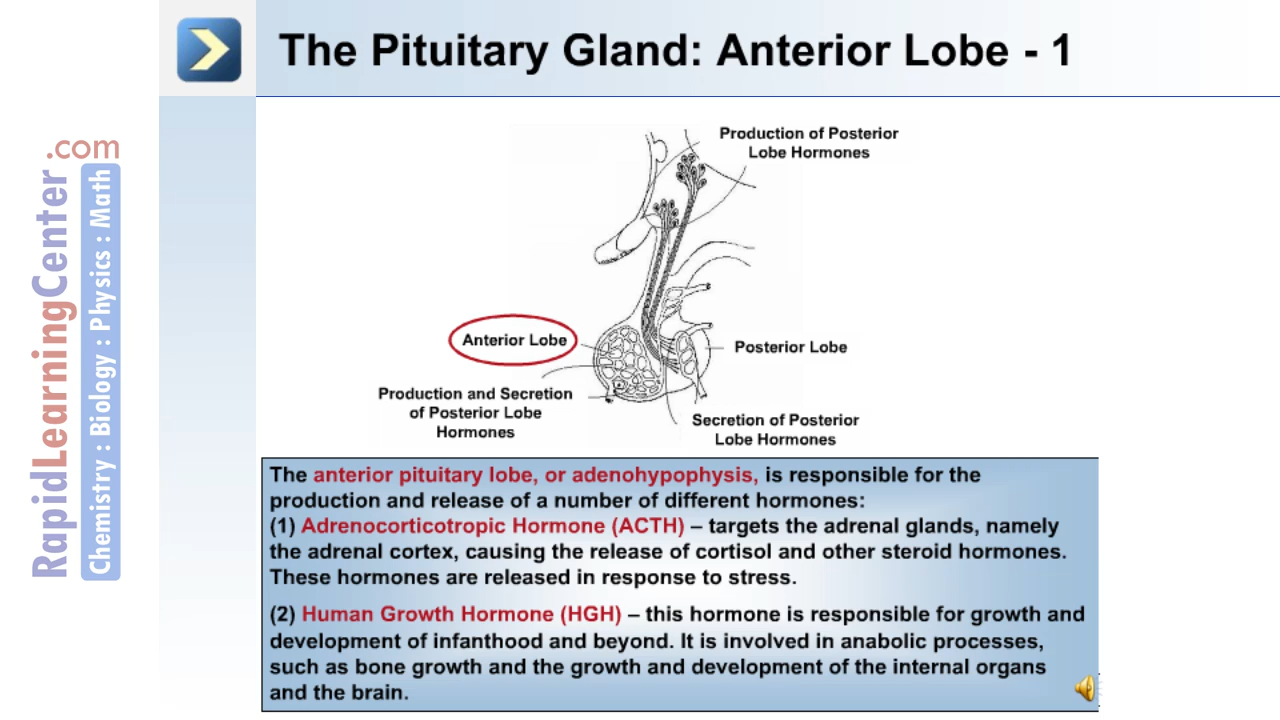 The Pituitary Gland: Anterior Lobe - 1
RapidLearningCenter.com
Chemistry : Biology : Physics : Math
Production of Posterior
Lobe Hormones
Anterior Lobe
Posterior Lobe
Production and Secretion
of Posterior Lobe
Hormones
Secretion of Posterior
Lobe Hormones
The anterior pituitary lobe, or adenohypophysis, is responsible for the
production and release of a number of different hormones:
(1) Adrenocorticotropic Hormone (ACTH) – targets the adrenal glands, namely
the adrenal cortex, causing the release of cortisol and other steroid hormones.
These hormones are released in response to stress.
(2) Human Growth Hormone (HGH) – this hormone is responsible for growth and
development of infanthood and beyond. It is involved in anabolic processes,
such as bone growth and the growth and development of the internal organs
and the brain.